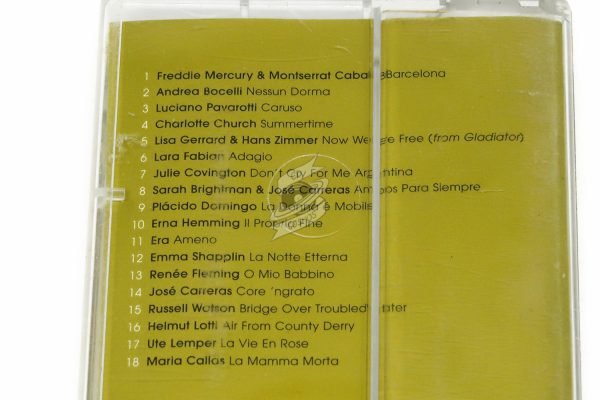 1 Freddie Mercury & Montserrat Caballé Barcelona
2 Andrea Bocelli Nessun Dorma
3 Luciano Pavarotti Caruso
4 Charlotte Church Summertime
5 Lisa Gerrard & Hans Zimmer Now We Are Free (from Gladiator)
6 Lara Fabian Adagio
7 Julie Covington Don't Cry For Me Argentina
8 Sarah Brightman & José Carreras Amigos Para Siempre
9 Plácido Domingo La Donna è Mobile
10 Erna Hemming Il Proprio Fine
11 Era Ameno
12 Emma Shapplin La Notte Etterna
13 Renée Fleming O Mio Babbino
14 José Carreras Core 'ngrato
15 Russell Watson Bridge Over Troubled Water
16 Helmut Lotti Air From County Derry
17 Ute Lemper La Vie En Rose
18 Maria Callas La Mamma Morta